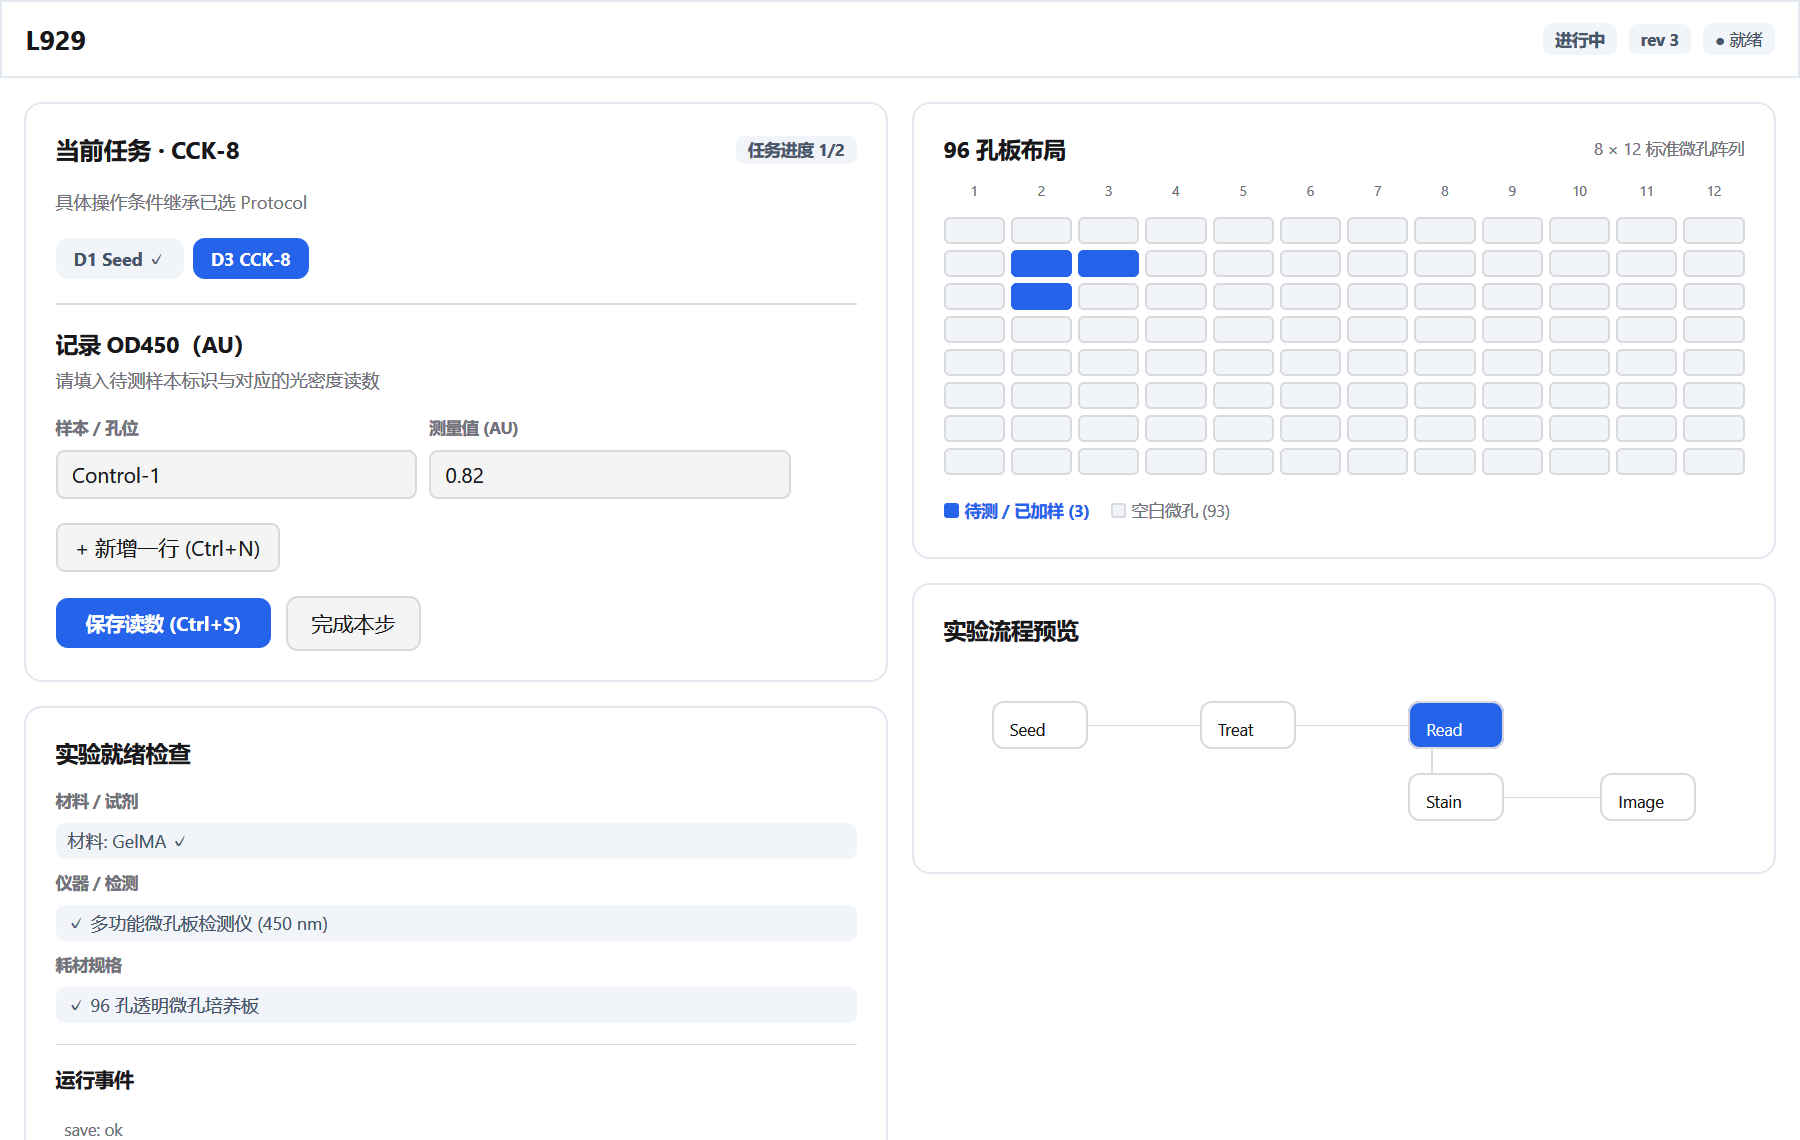 L929
进行中
rev 3
● 就绪
当前任务 · CCK-8
任务进度 1/2
具体操作条件继承已选 Protocol
D1 Seed ✓
D3 CCK-8
记录 OD450（AU）
请填入待测样本标识与对应的光密度读数
样本 / 孔位
测量值 (AU)
Control-1
0.82
+ 新增一行 (Ctrl+N)
保存读数 (Ctrl+S)
完成本步
实验就绪检查
材料 / 试剂
材料: GelMA ✓
仪器 / 检测
✓ 多功能微孔板检测仪 (450 nm)
耗材规格
✓ 96 孔透明微孔培养板
运行事件
save: ok
96 孔板布局
8 × 12 标准微孔阵列
1 2 3 4 5 6 7 8 9 10 11 12
待测 / 已加样 (3)
空白微孔 (93)
实验流程预览
Seed
Treat
Read
Stain
Image